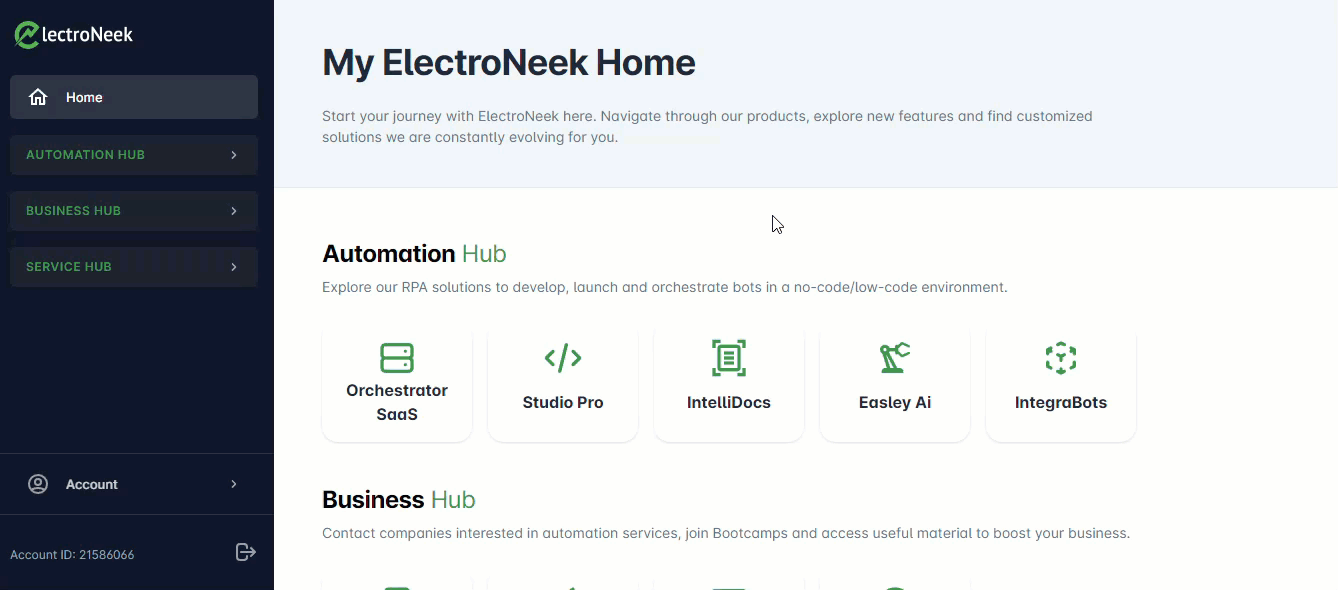 lectroNeek
Home
AUTOMATION HUB
BUSINESS HUB
SERVICE HUB
Account
Account ID: 21586066
My ElectroNeek Home
Start your journey with ElectroNeek here. Navigate through our products, explore new features and find customized
solutions we are constantly evolving for you.
Automation Hub
Explore our RPA solutions to develop, launch and orchestrate bots in a no-code/low-code environment.
Orchestrator
SaaS
Studio Pro
IntelliDocs
Easley Ai
IntegraBots
Business Hub
Contact companies interested in automation services, join Bootcamps and access useful material to boost your business.